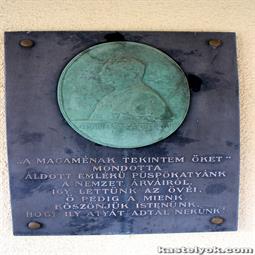 „A MAGAMÉNAK TEKINTEM ŐKET"
MONDOTTA
ÁLDOTT EMLÉKŰ PÜSPÖKATYÁNK
A NEMZET ÁRVÁIRÓL.
ÍGY LETTÜNK AZ ÖVÉI,
Ő PEDIG A MIENK
KÖSZÖNJÜK ISTENÜNK,
HOGY ILY ATYÁT ADTÁL NEKÜNK!
kastelyok.com